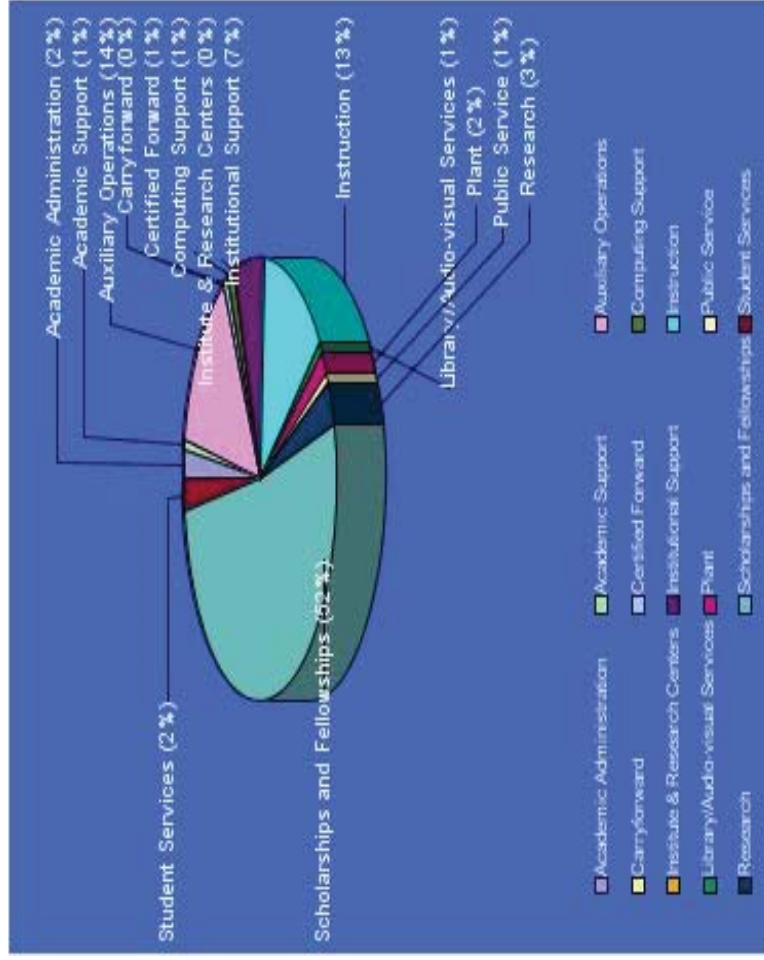 Academic Administration (2%)
Academic Support (1%)
Auxiliary Operations (14%)
Carryforward (0%)
Certified Forward (1%)
Computing Support (1%)
Institute & Research Centers (0%)
Institutional Support (7%)
Instruction (13%)
Library/Audio-visual Services (1%)
Plant (2%)
Public Service (1%)
Research (3%)
Student Services (2%)
Scholarships and Fellowships (52%)
Academic Administration
Academic Support
Auxiliary Operations
Carryforward
Certified Forward
Computing Support
Institute & Research Centers
Institutional Support
Instruction
Library/Audio-visual Services
Plant
Public Service
Research
Scholarships and Fellowships
Student Services